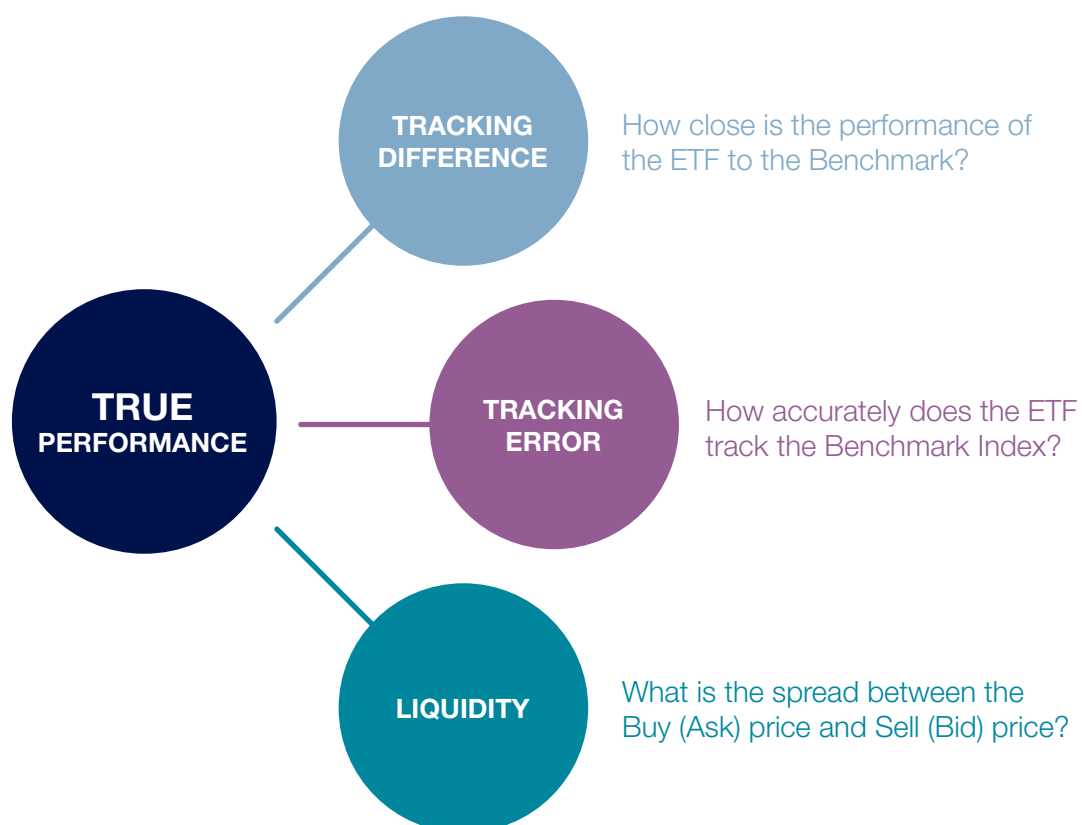 TRACKING
DIFFERENCE
How close is the performance of
the ETF to the Benchmark?
TRUE
PERFORMANCE
TRACKING
ERROR
How accurately does the ETF
track the Benchmark Index?
LIQUIDITY
What is the spread between the
Buy (Ask) price and Sell (Bid) price?